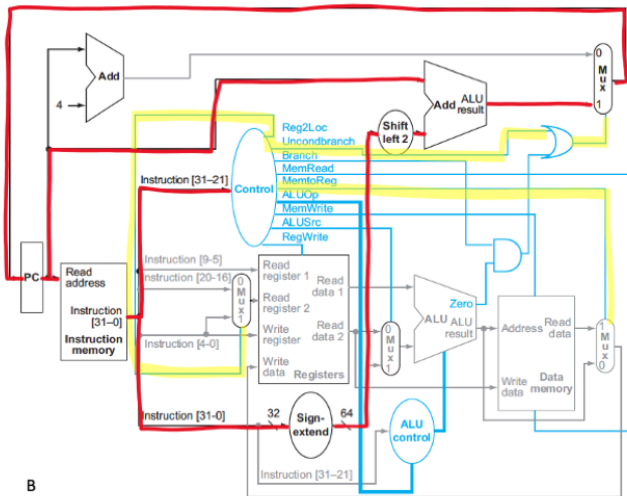 Add
4
Add ALU result
0
Mux
1
Shift left 2
Reg2Loc
Uncondbranch
Branch
MemRead
MemtoReg
ALUOp
MemWrite
ALUSrc
RegWrite
Control
Instruction [31–21]
PC
Read address
Instruction [31–0]
Instruction memory
Instruction [9-5]
Instruction [20-16]
0
Mux
1
Instruction [4-0]
Read register 1
Read register 2
Write register
Write data
Read data 1
Read data 2
Registers
0
Mux
1
Zero
ALU ALU result
Address
Read data
Write data
Data memory
1
Mux
0
Instruction [31-0]
32
Sign-extend
64
ALU control
Instruction [31–21]
B